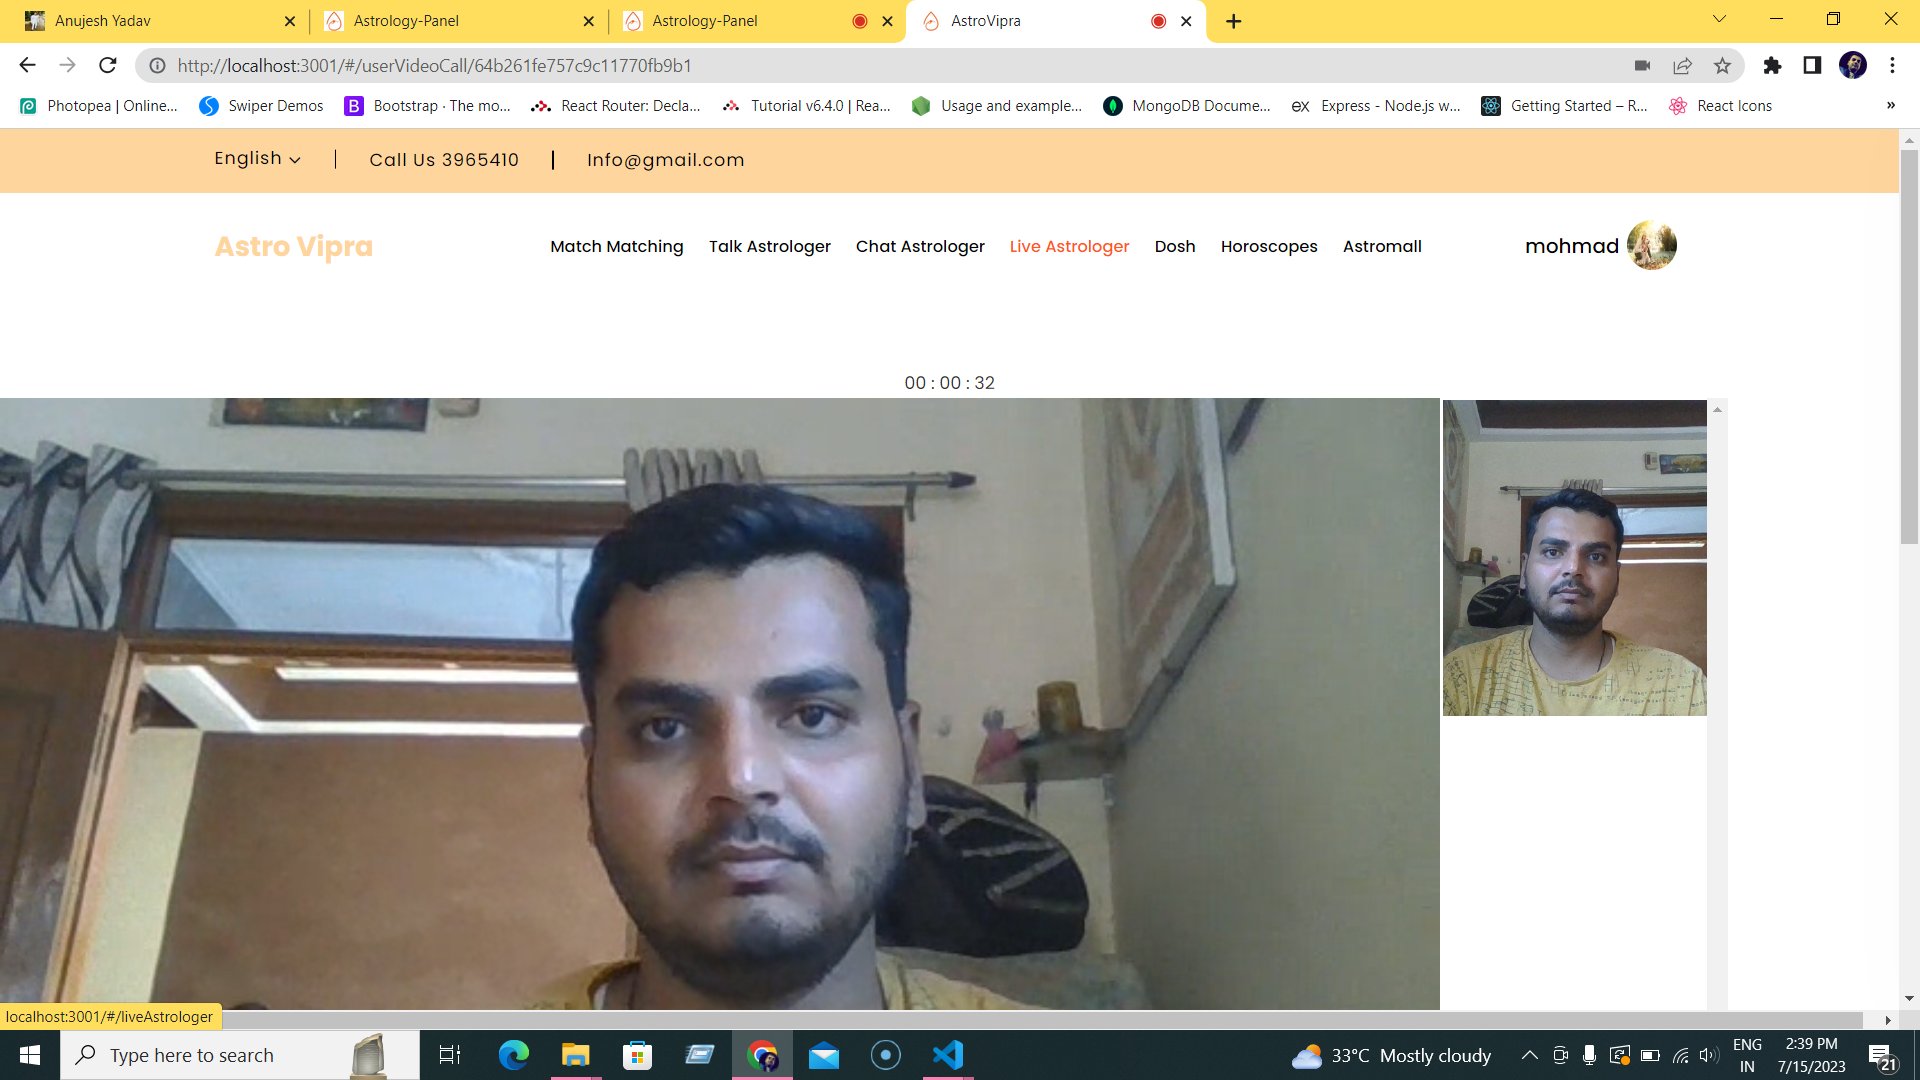 Anujesh Yadav
Astrology-Panel
Astrology-Panel
AstroVipra
http://localhost:3001/#/userVideoCall/64b261fe757c9c11770fb9b1
Photopea | Online...
Swiper Demos
Bootstrap · The mo...
React Router: Decla...
Tutorial v6.4.0 | Rea...
Usage and example...
MongoDB Docume...
Express - Node.js w...
Getting Started – R...
React Icons
»
English
Call Us 3965410
Info@gmail.com
Astro Vipra
Match Matching
Talk Astrologer
Chat Astrologer
Live Astrologer
Dosh
Horoscopes
Astromall
mohmad
00 : 00 : 32
localhost:3001/#/liveAstrologer
Type here to search
33°C Mostly cloudy
ENG
IN
2:39 PM
7/15/2023
21